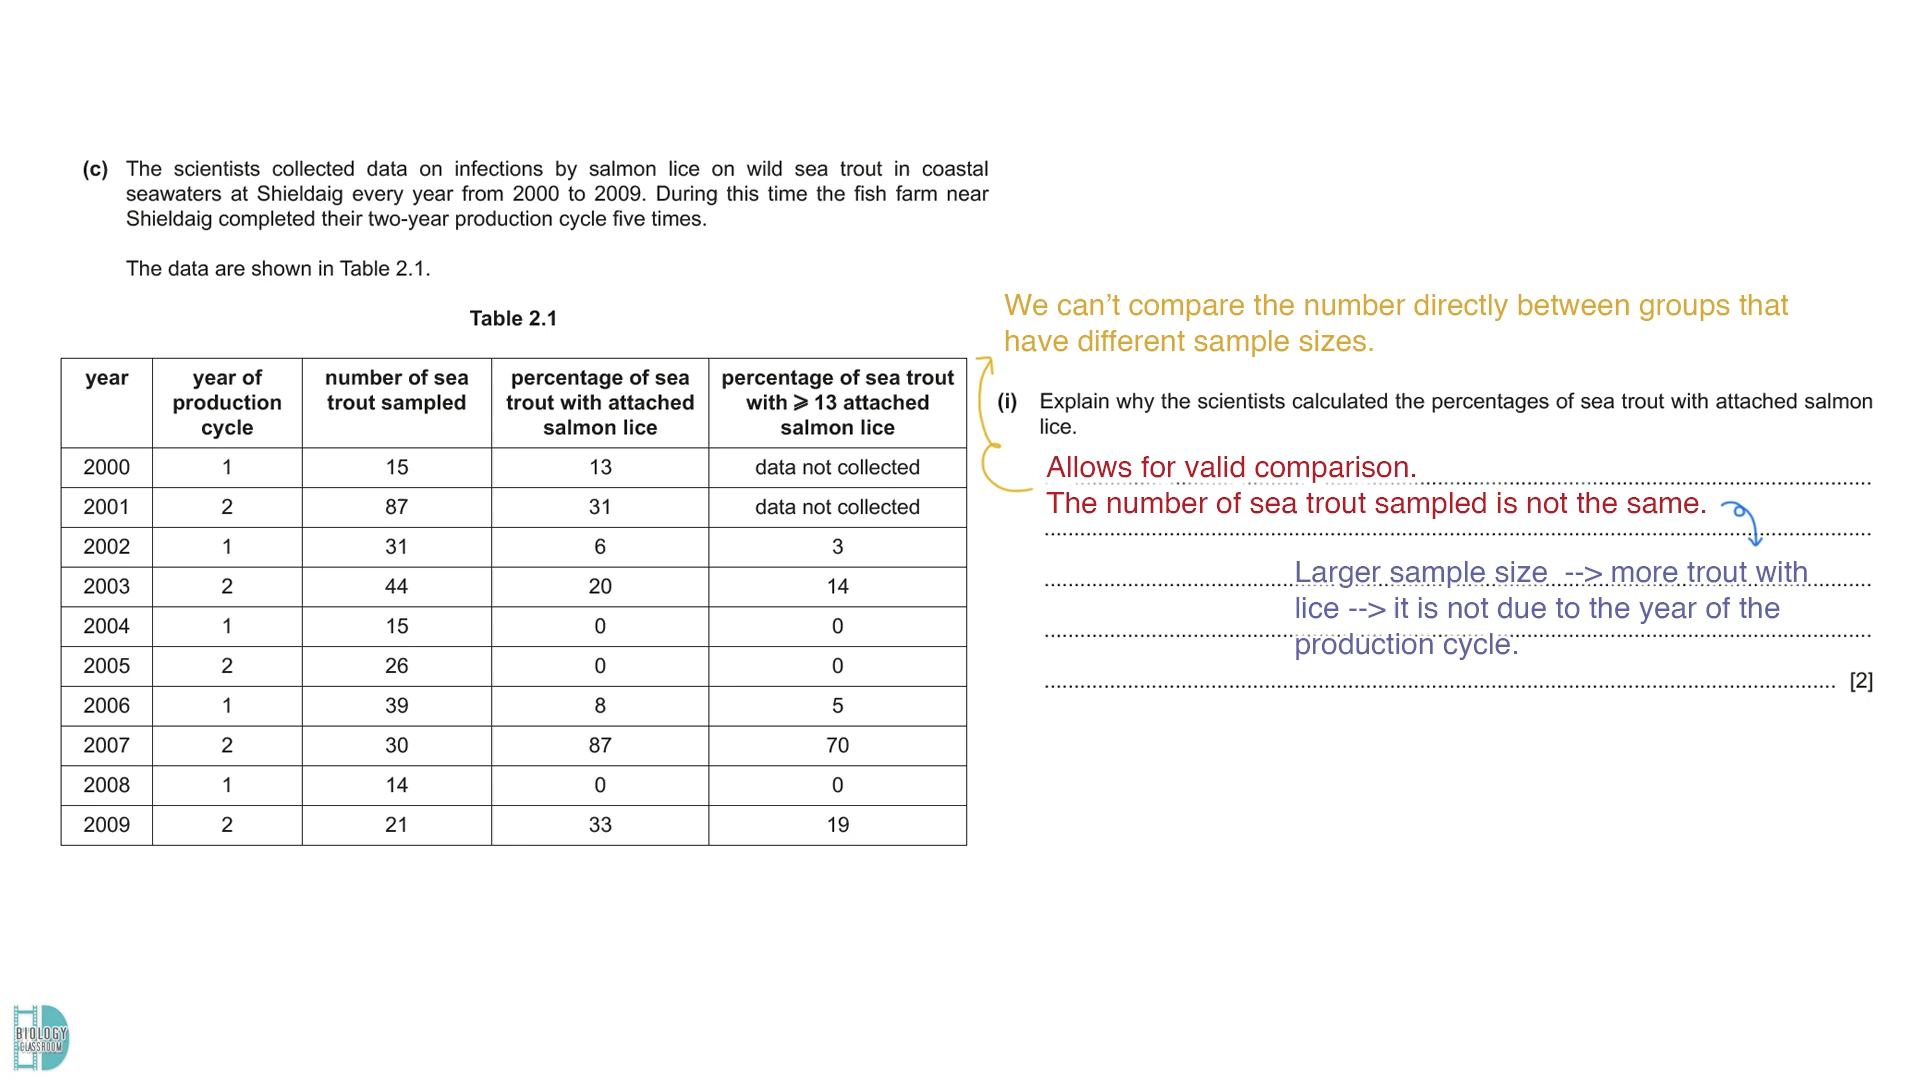 (c) The scientists collected data on infections by salmon lice on wild sea trout in coastal
seawaters at Shieldaig every year from 2000 to 2009. During this time the fish farm near
Shieldaig completed their two-year production cycle five times.
The data are shown in Table 2.1.
Table 2.1
year | year of production cycle | number of sea trout sampled | percentage of sea trout with attached salmon lice | percentage of sea trout with ⩾ 13 attached salmon lice
2000 1 15 13 data not collected
2001 2 87 31 data not collected
2002 1 31 6 3
2003 2 44 20 14
2004 1 15 0 0
2005 2 26 0 0
2006 1 39 8 5
2007 2 30 87 70
2008 1 14 0 0
2009 2 21 33 19
We can't compare the number directly between groups that
have different sample sizes.
(i) Explain why the scientists calculated the percentages of sea trout with attached salmon
lice.
Allows for valid comparison.
The number of sea trout sampled is not the same.
Larger sample size --> more trout with
lice --> it is not due to the year of the
production cycle.
[2]
BIOLOGY
CLASSROOM